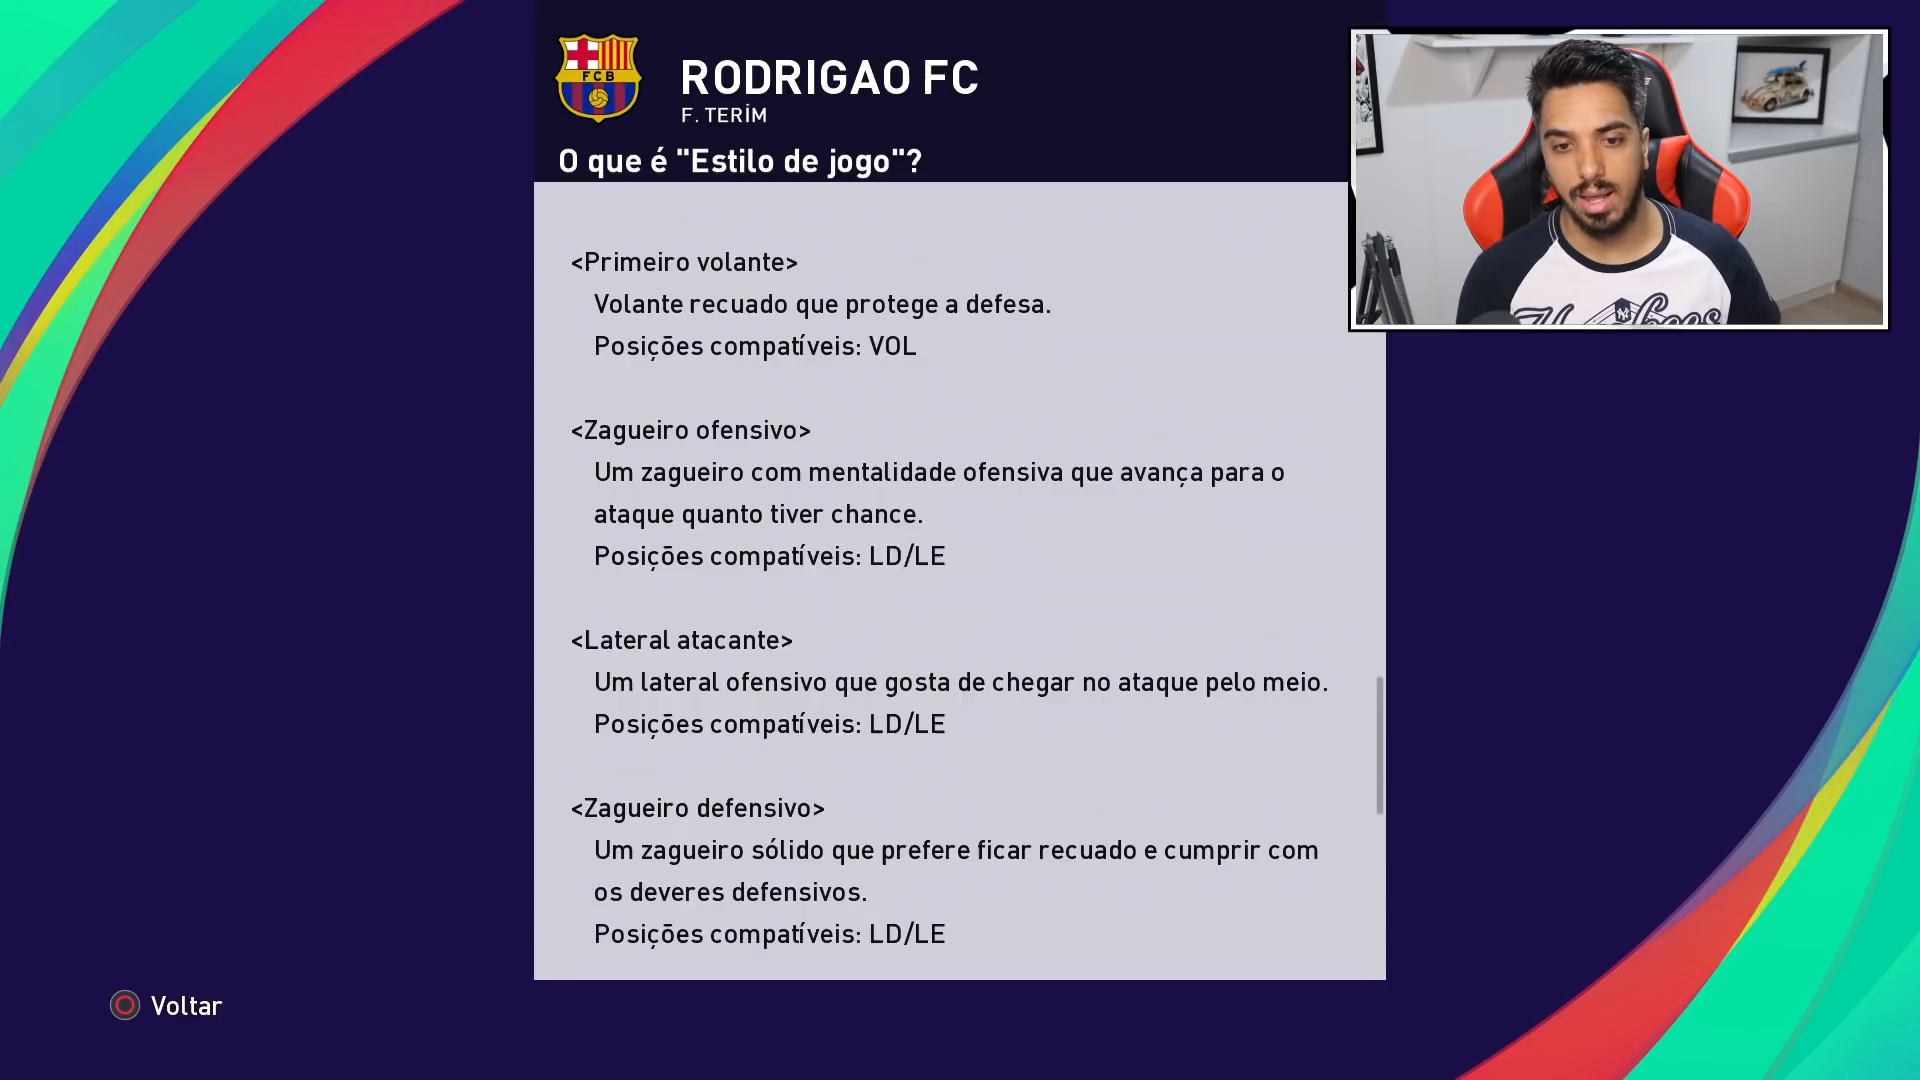 FCB
RODRIGAO FC
F. TERİM
O que é "Estilo de jogo"?
<Primeiro volante>
Volante recuado que protege a defesa.
Posições compatíveis: VOL
<Zagueiro ofensivo>
Um zagueiro com mentalidade ofensiva que avança para o
ataque quanto tiver chance.
Posições compatíveis: LD/LE
<Lateral atacante>
Um lateral ofensivo que gosta de chegar no ataque pelo meio.
Posições compatíveis: LD/LE
<Zagueiro defensivo>
Um zagueiro sólido que prefere ficar recuado e cumprir com
os deveres defensivos.
Posições compatíveis: LD/LE
Voltar